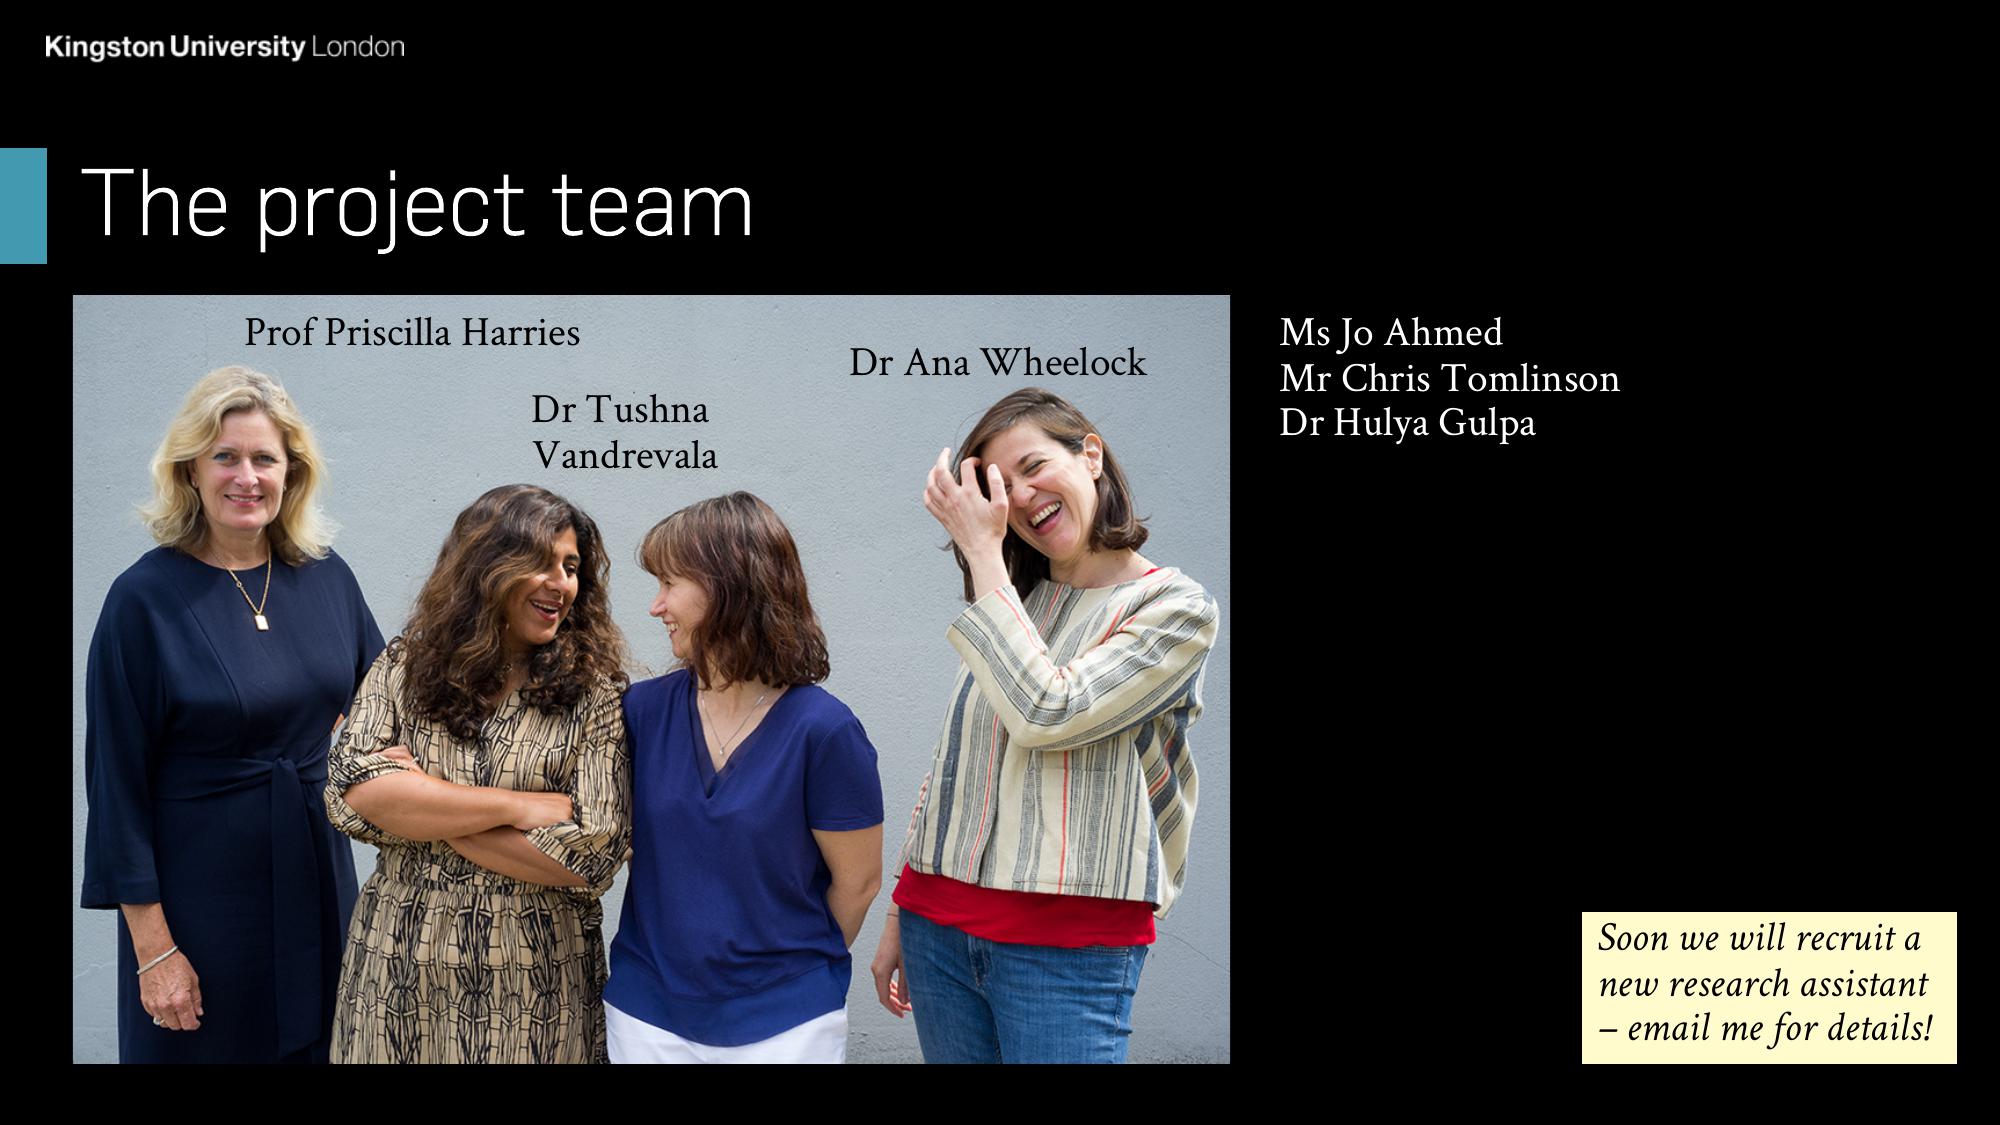 Kingston University London
The project team
Prof Priscilla Harries
Dr Tushna
Vandrevala
Dr Ana Wheelock
Ms Jo Ahmed
Mr Chris Tomlinson
Dr Hulya Gulpa
Soon we will recruit a
new research assistant
– email me for details!